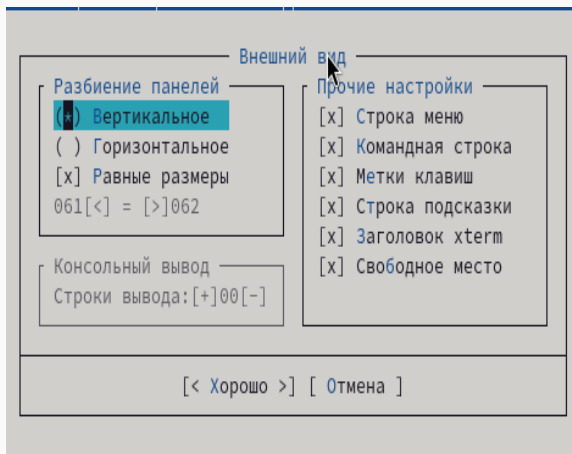 Внешний вид
Разбиение панелей
(*) Вертикальное
( ) Горизонтальное
[x] Равные размеры
061[<] = [>]062
Консольный вывод
Строки вывода:[+]00[-]
Прочие настройки
[x] Строка меню
[x] Командная строка
[x] Метки клавиш
[x] Строка подсказки
[x] Заголовок xterm
[x] Свободное место
[< Хорошо >] [ Отмена ]